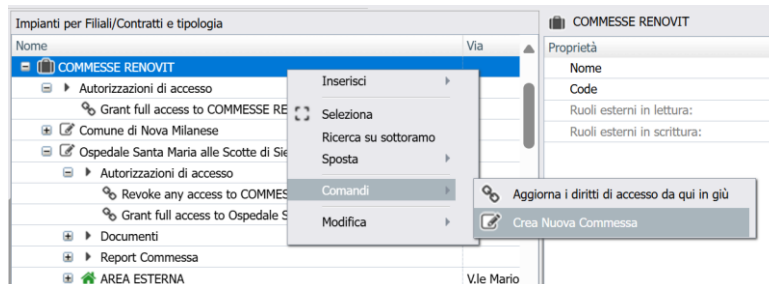 Impianti per Filiali/Contratti e tipologia
COMMESSE RENOVIT
Nome Via
Proprietà
COMMESSE RENOVIT
Nome
Autorizzazioni di accesso
Code
Grant full access to COMMESSE RE
Ruoli esterni in lettura:
Comune di Nova Milanese
Ruoli esterni in scrittura:
Ospedale Santa Maria alle Scotte di Sie
Autorizzazioni di accesso
Revoke any access to COMMES
Grant full access to Ospedale S
Documenti
Report Commessa
AREA ESTERNA V.le Mario
Inserisci
Seleziona
Ricerca su sottoramo
Sposta
Comandi
Modifica
Aggiorna i diritti di accesso da qui in giù
Crea Nuova Commessa